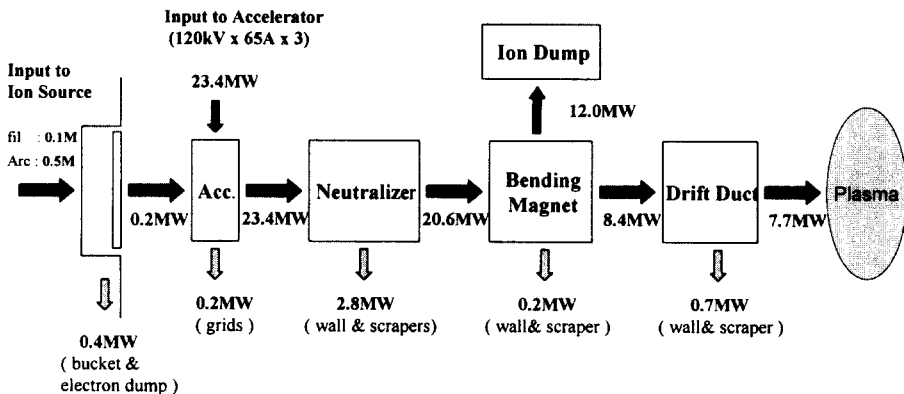 Input to Accelerator
(120kV x 65A x 3)
Ion Dump
Input to
Ion Source
23.4MW
12.0MW
fil : 0.1M
Arc : 0.5M
Acc.
Neutralizer
Bending
Magnet
Drift Duct
Plasma
0.2MW
23.4MW
20.6MW
8.4MW
7.7MW
0.2MW
( grids )
2.8MW
( wall & scrapers)
0.2MW
( wall& scraper )
0.7MW
(wall& scraper )
0.4MW
( bucket &
electron dump )